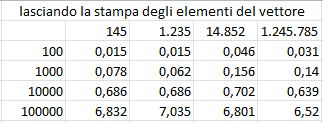 lasciando la stampa degli elementi del vettore
145 1.235 14.852 1.245.785
100 0,015 0,015 0,046 0,031
1000 0,078 0,062 0,156 0,14
10000 0,686 0,686 0,702 0,639
100000 6,832 7,035 6,801 6,52